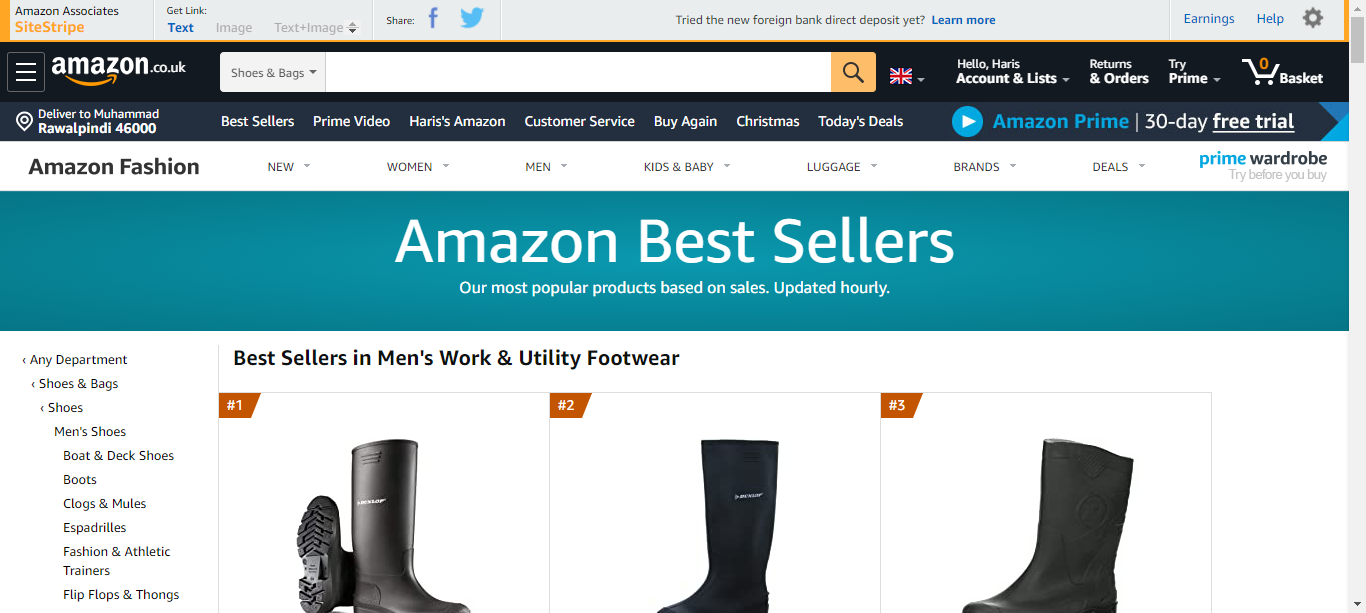 Amazon Associates
SiteStripe
Get Link:
Text Image Text+Image
Share:
Tried the new foreign bank direct deposit yet? Learn more
Earnings Help
amazon.co.uk
Shoes & Bags
Hello, Haris
Account & Lists
Returns
& Orders
Try
Prime
0
Basket
Deliver to Muhammad
Rawalpindi 46000
Best Sellers Prime Video Haris's Amazon Customer Service Buy Again Christmas Today's Deals
Amazon Prime | 30-day free trial
Amazon Fashion
NEW WOMEN MEN KIDS & BABY LUGGAGE BRANDS DEALS
prime wardrobe
Try before you buy
Amazon Best Sellers
Our most popular products based on sales. Updated hourly.
‹ Any Department
‹ Shoes & Bags
‹ Shoes
Men's Shoes
Boat & Deck Shoes
Boots
Clogs & Mules
Espadrilles
Fashion & Athletic
Trainers
Flip Flops & Thongs
Best Sellers in Men's Work & Utility Footwear
#1 #2 #3
DUNLOP DUNLOP